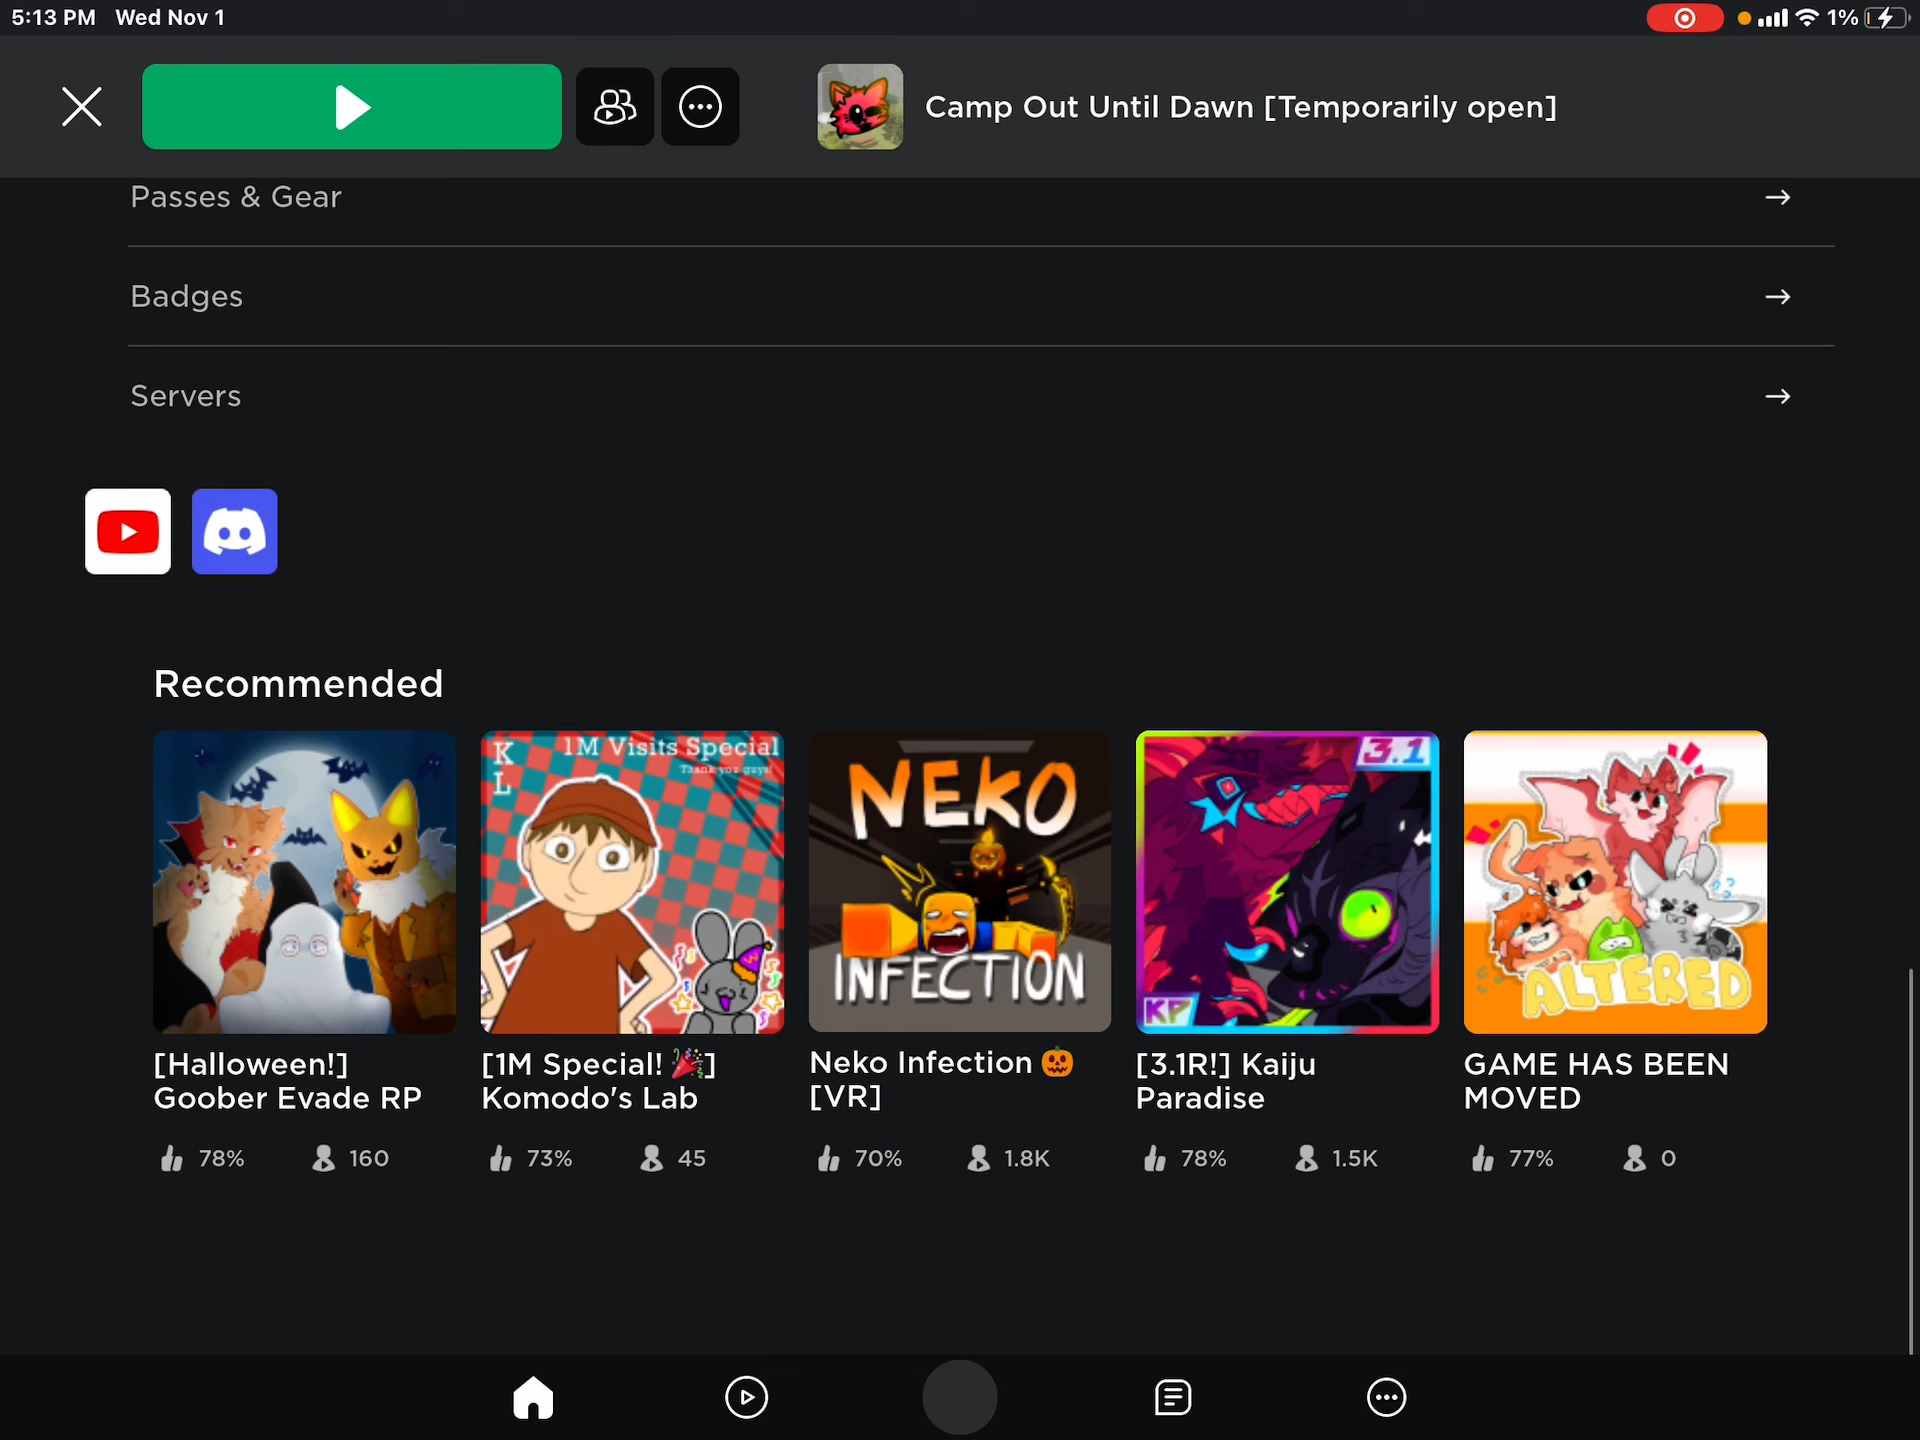 5:13 PM Wed Nov 1
1%
Camp Out Until Dawn [Temporarily open]
Passes & Gear
Badges
Servers
Recommended
K
L
1M Visits Special
Thank you guys!
NEKO
INFECTION
3.1
KP
ALTERED
[Halloween!]
Goober Evade RP
[1M Special! 🎉]
Komodo's Lab
Neko Infection 🎃
[VR]
[3.1R!] Kaiju
Paradise
GAME HAS BEEN
MOVED
78% 160
73% 45
70% 1.8K
78% 1.5K
77% 0